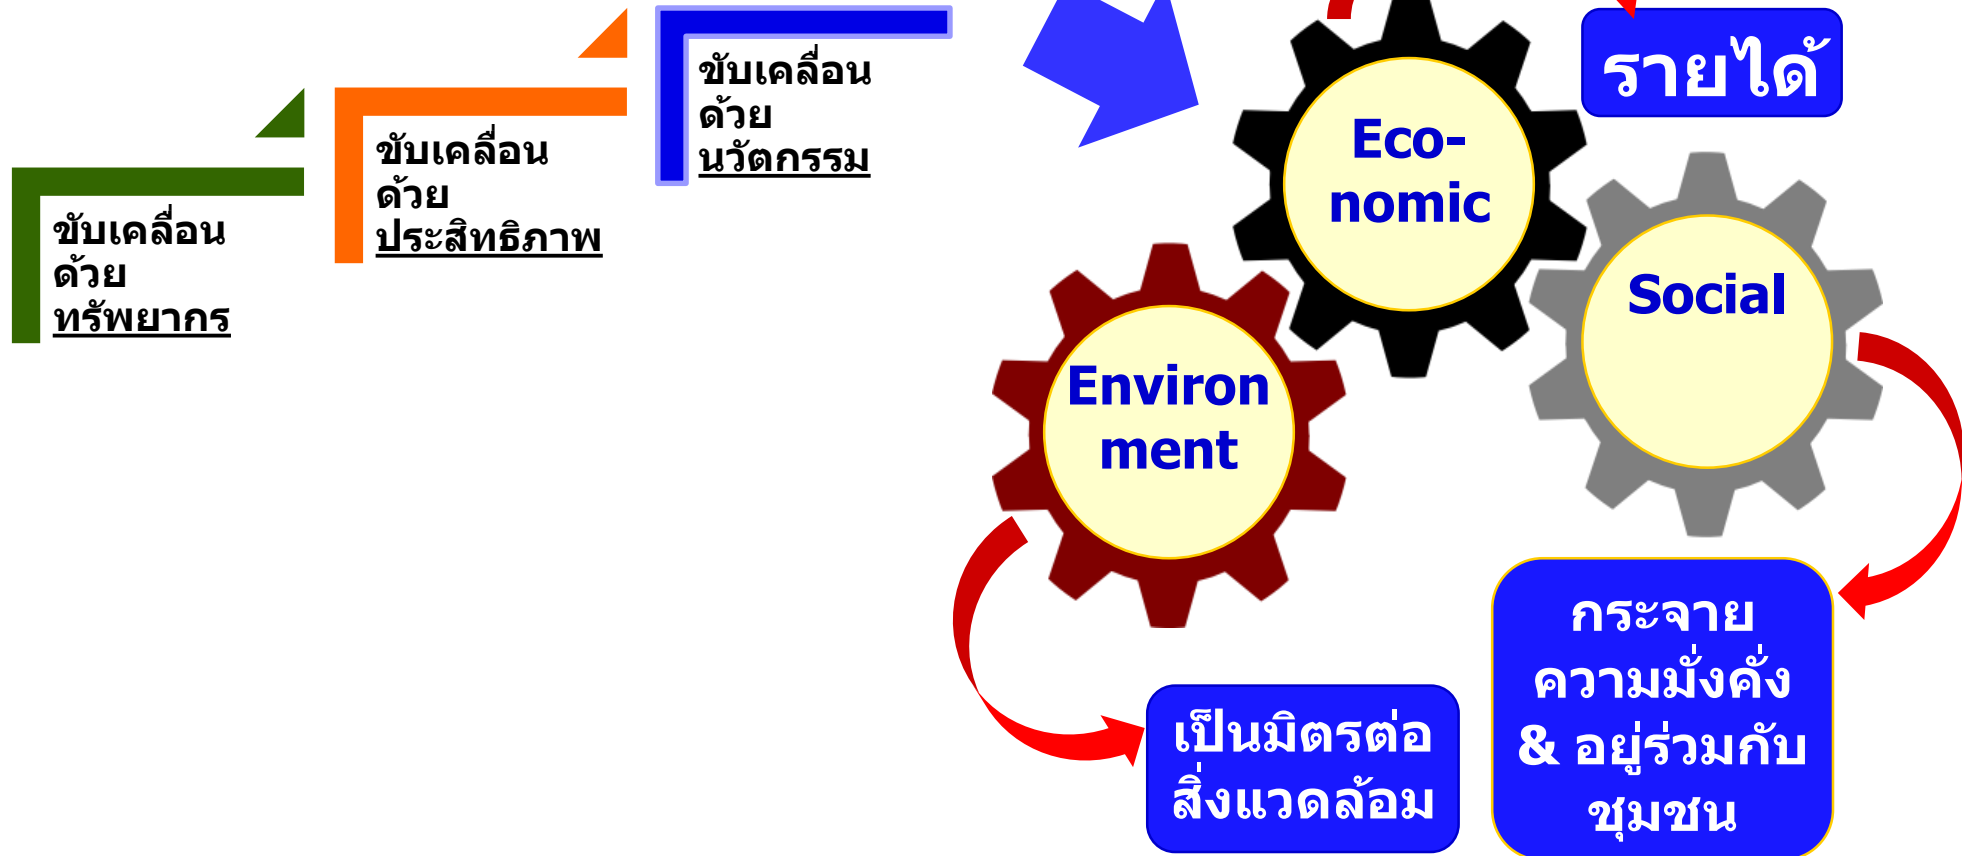 ขับเคลื่อน
ด้วย
ทรัพยากร
ขับเคลื่อน
ด้วย
ประสิทธิภาพ
ขับเคลื่อน
ด้วย
นวัตกรรม
รายได้
Eco-
nomic
Social
Environ
ment
เป็นมิตรต่อ
สิ่งแวดล้อม
กระจาย
ความมั่งคั่ง
& อยู่ร่วมกับ
ชุมชน